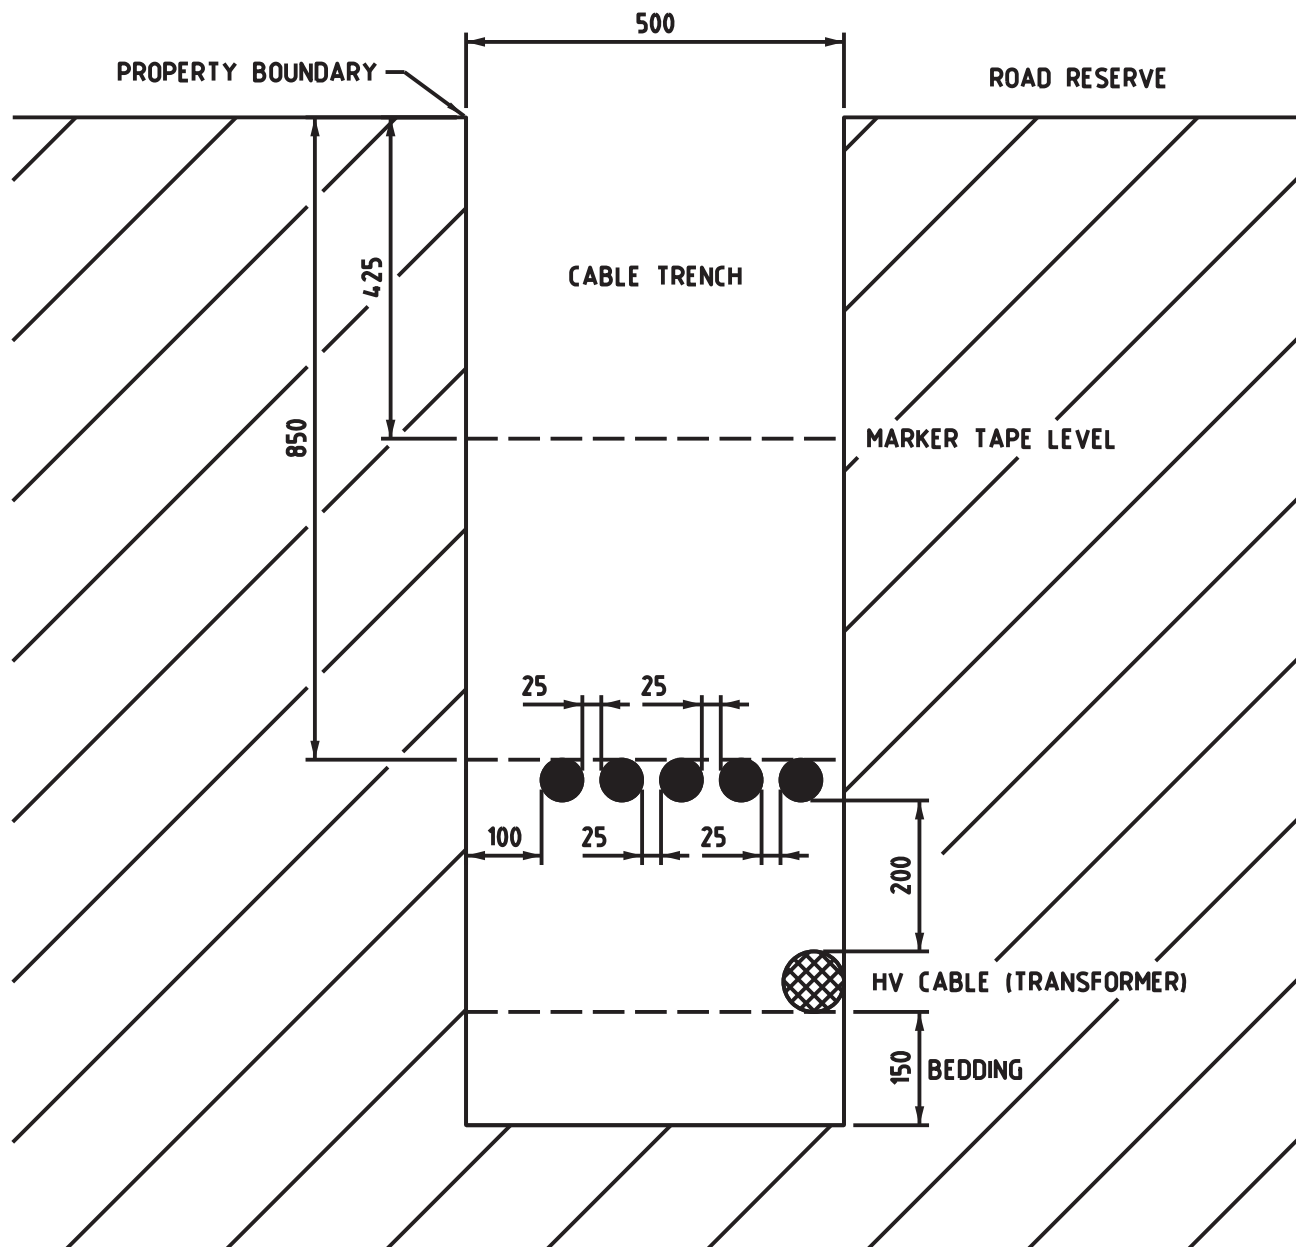 500
PROPERTY BOUNDARY
ROAD RESERVE
425
CABLE TRENCH
850
MARKER TAPE LEVEL
25
25
100
25
25
200
HV CABLE (TRANSFORMER)
150
BEDDING